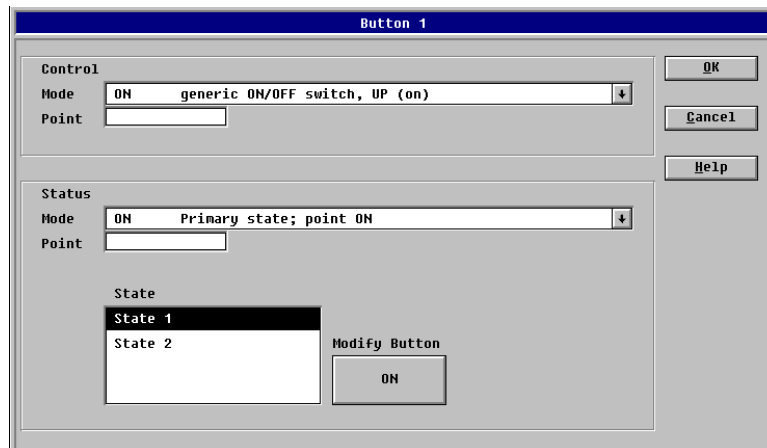 Button 1
Control
Mode ON generic ON/OFF switch, UP (on)
Point
OK
Cancel
Help
Status
Mode ON Primary state; point ON
Point
State
State 1
State 2
Modify Button
ON